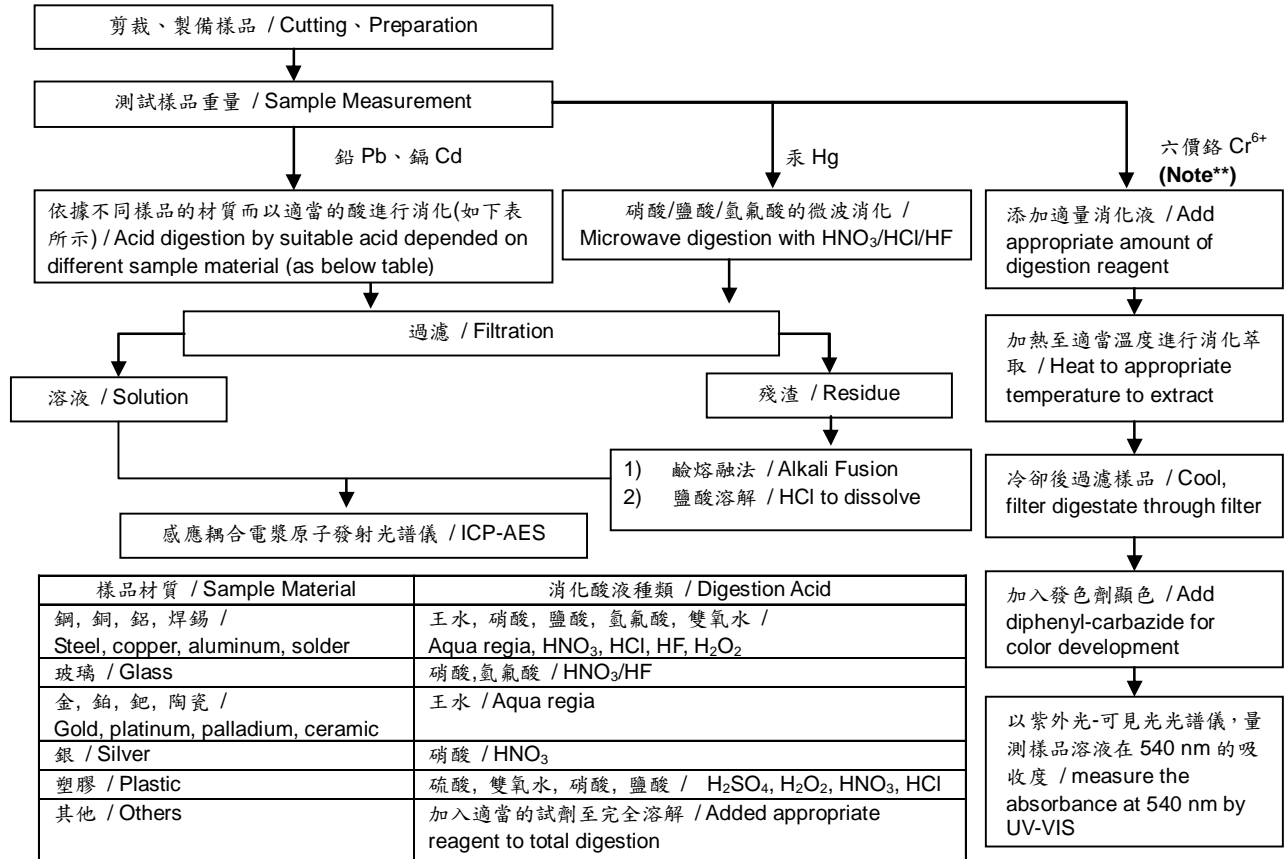 剪裁、製備樣品 / Cutting、Preparation
測試樣品重量 / Sample Measurement
鉛 Pb、鎘 Cd
汞 Hg
六價鉻 Cr⁶⁺
(Note**)
依據不同樣品的材質而以適當的酸進行消化(如下表
所示) / Acid digestion by suitable acid depended on
different sample material (as below table)
硝酸/鹽酸/氫氟酸的微波消化 /
Microwave digestion with HNO₃/HCl/HF
添加適量消化液 / Add
appropriate amount of
digestion reagent
過濾 / Filtration
加熱至適當溫度進行消化萃
取 / Heat to appropriate
temperature to extract
溶液 / Solution
殘渣 / Residue
1) 鹼熔融法 / Alkali Fusion
2) 鹽酸溶解 / HCl to dissolve
冷卻後過濾樣品 / Cool,
filter digestate through filter
感應耦合電漿原子發射光譜儀 / ICP-AES
加入發色劑顯色 / Add
diphenyl-carbazide for
color development
以紫外光-可見光光譜儀，量
測樣品溶液在 540 nm 的吸
收度 / measure the
absorbance at 540 nm by
UV-VIS
樣品材質 / Sample Material 消化酸液種類 / Digestion Acid
鋼, 銅, 鋁, 焊錫 / 王水, 硝酸, 鹽酸, 氫氟酸, 雙氧水 /
Steel, copper, aluminum, solder Aqua regia, HNO₃, HCl, HF, H₂O₂
玻璃 / Glass 硝酸,氫氟酸 / HNO₃/HF
金, 鉑, 鈀, 陶瓷 / 王水 / Aqua regia
Gold, platinum, palladium, ceramic
銀 / Silver 硝酸 / HNO₃
塑膠 / Plastic 硫酸, 雙氧水, 硝酸, 鹽酸 / H₂SO₄, H₂O₂, HNO₃, HCl
其他 / Others 加入適當的試劑至完全溶解 / Added appropriate
reagent to total digestion